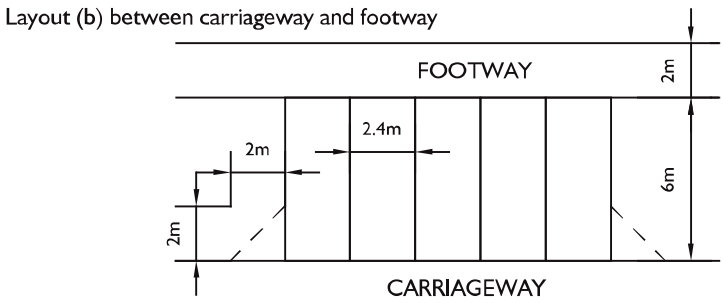 Layout (b) between carriageway and footway
FOOTWAY
2m
2.4m
2m
6m
2m
CARRIAGEWAY